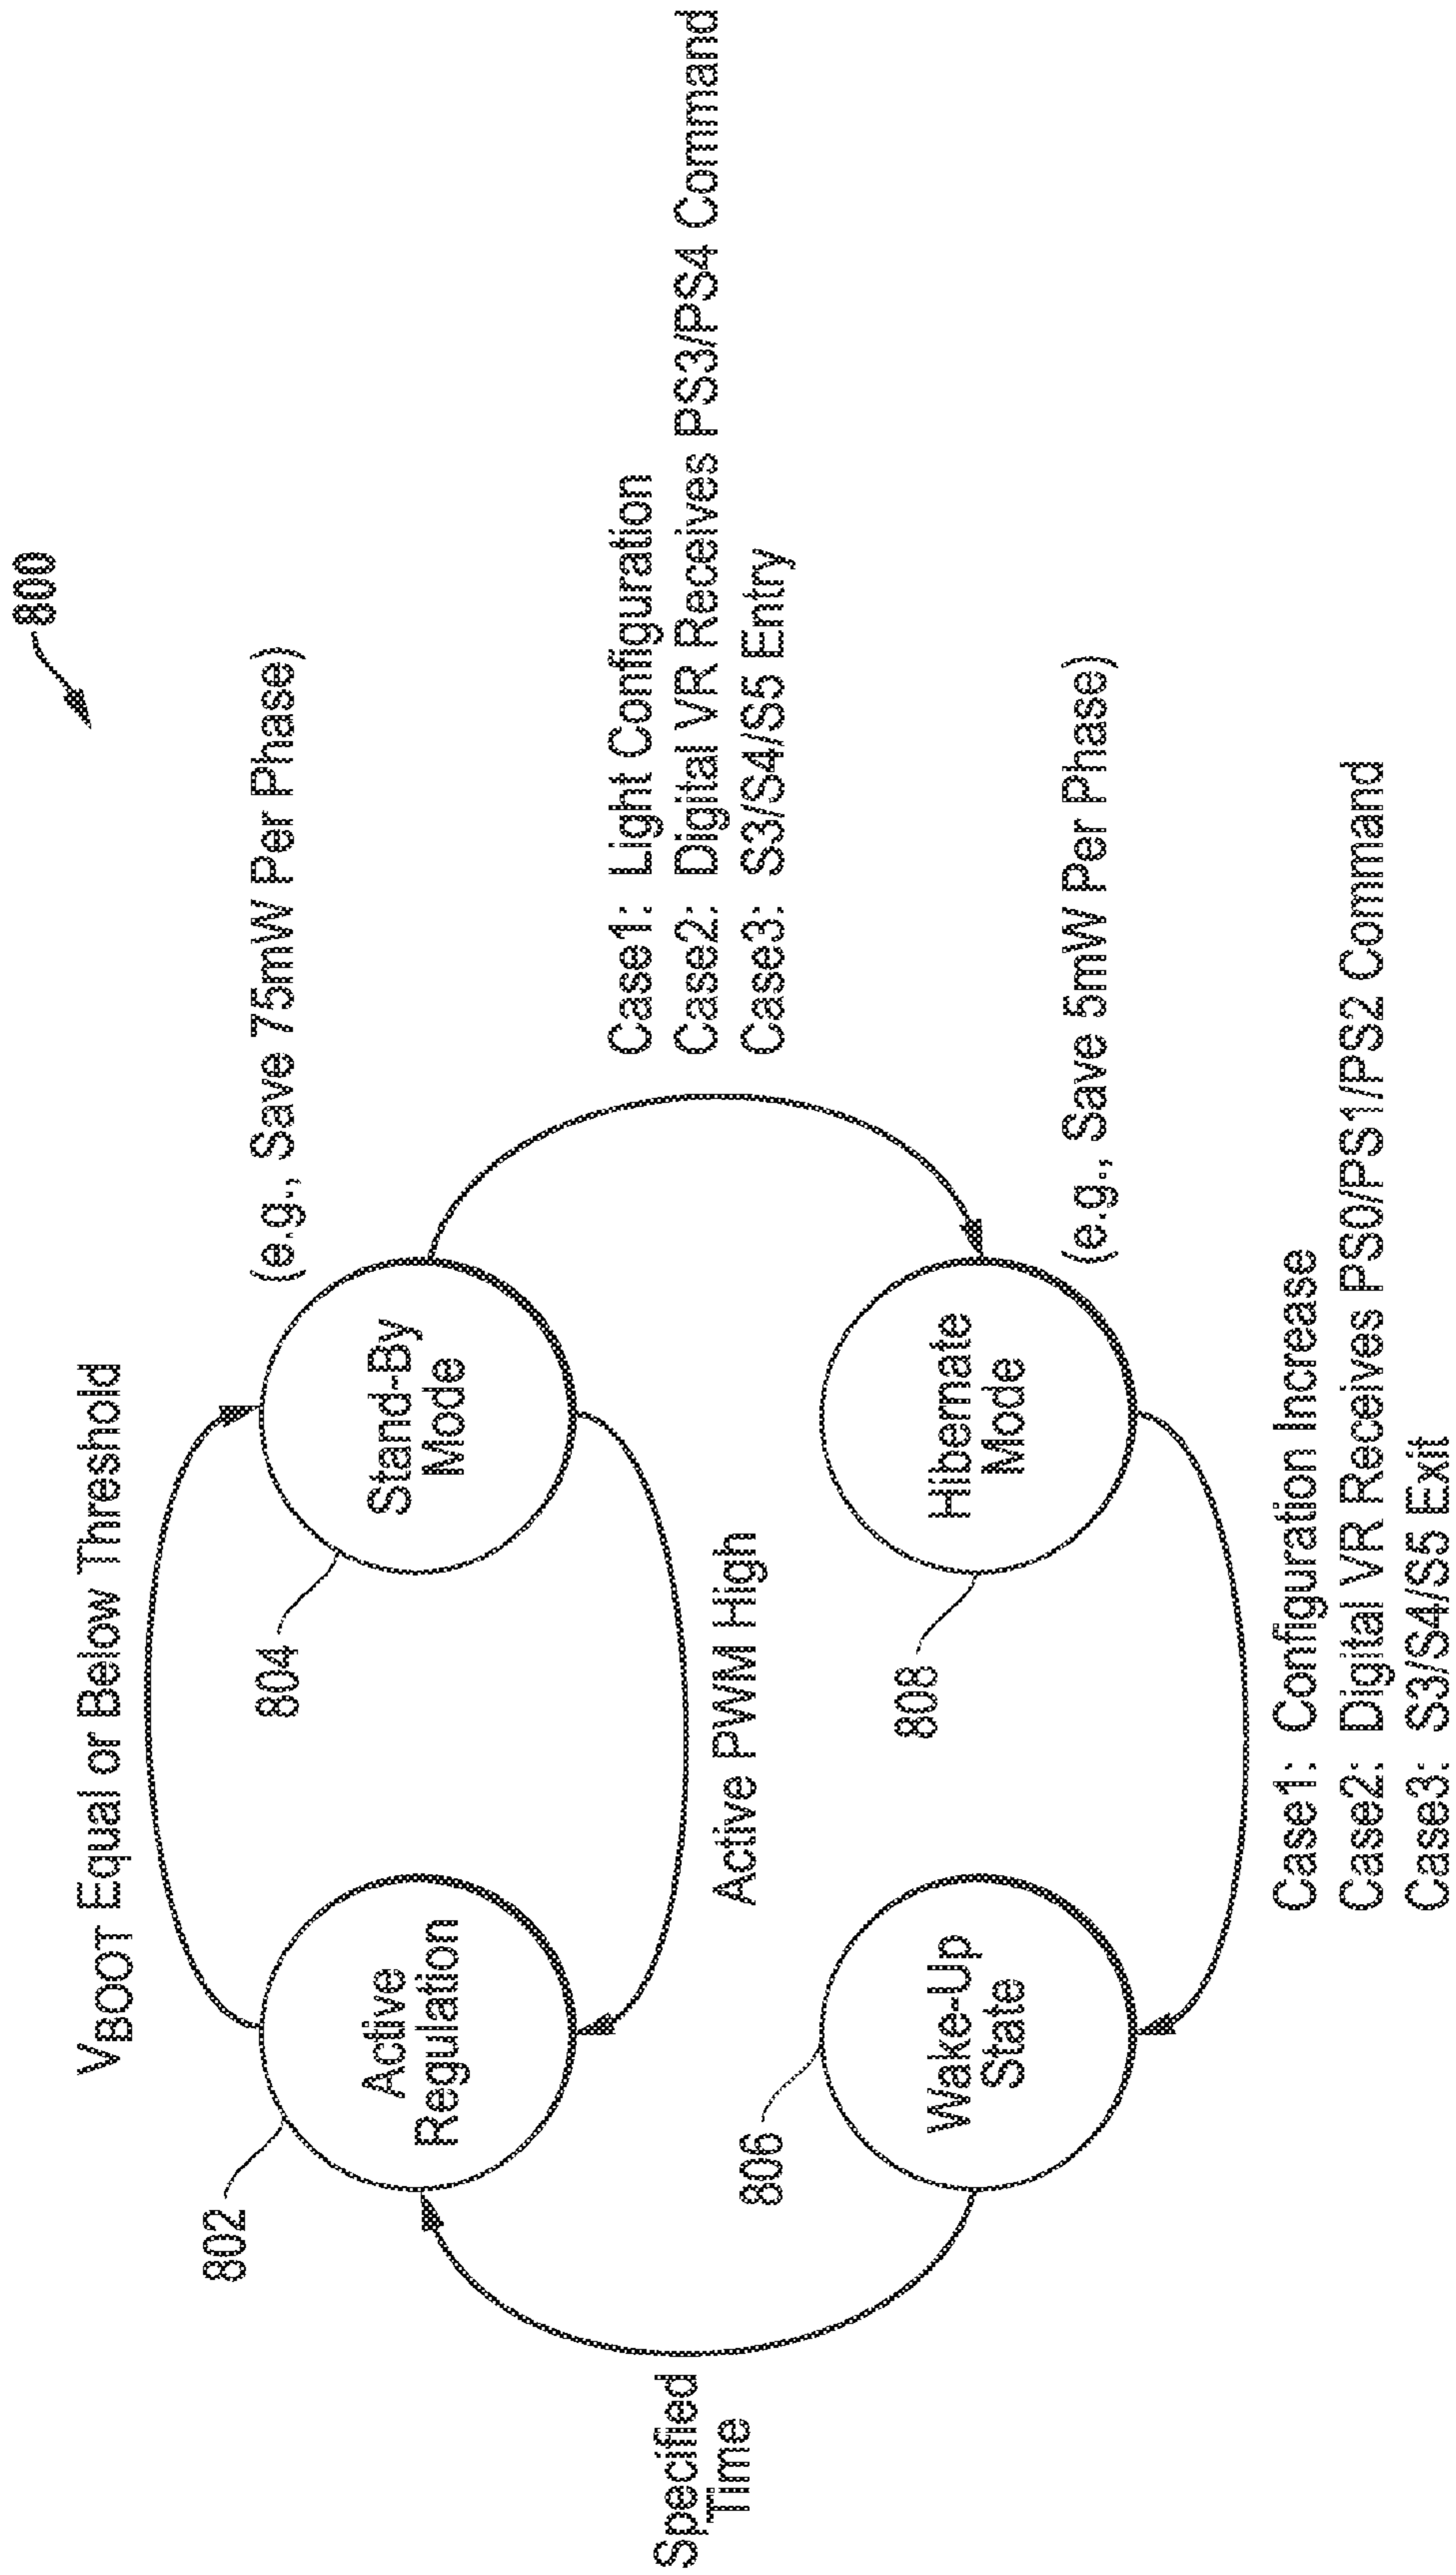 800
V_BOOT Equal or Below Threshold
(e.g., Save 75mW Per Phase)
802
Active
Regulation
804
Stand-By
Mode
Case1: Light Configuration
Case2: Digital VR Receives PS3/PS4 Command
Case3: S3/S4/S5 Entry
Active PWM High
Specified
Time
806
Wake-Up
State
808
Hibernate
Mode
(e.g., Save 5mW Per Phase)
Case1: Configuration Increase
Case2: Digital VR Receives PS0/PS1/PS2 Command
Case3: S3/S4/S5 Exit